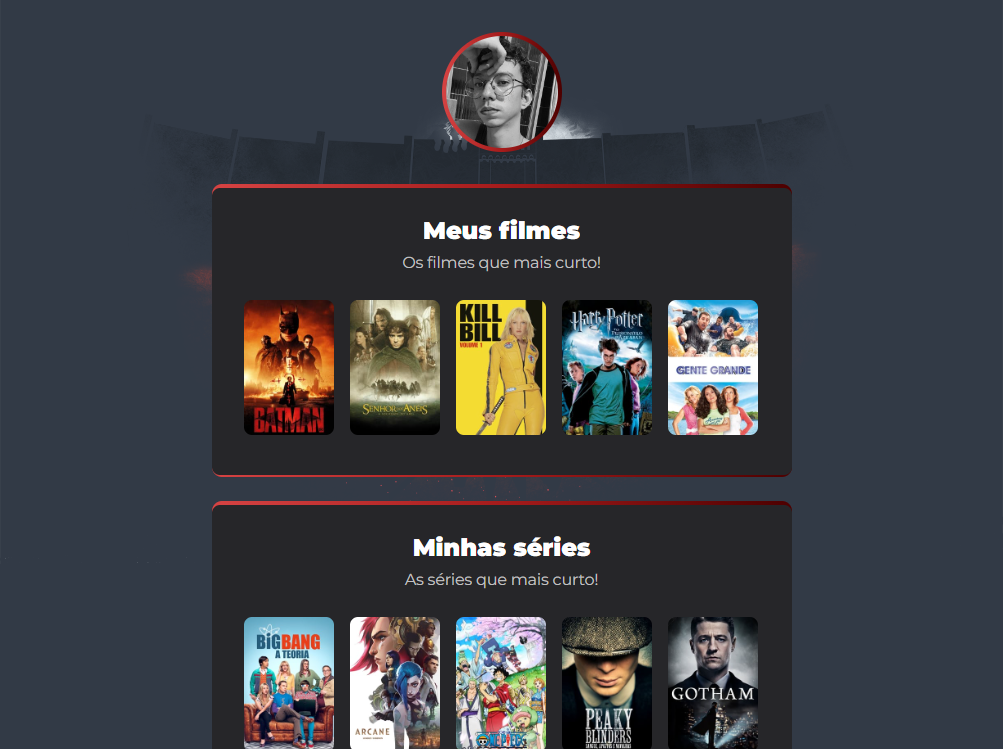 Meus filmes
Os filmes que mais curto!
BATMAN
SENHOR DOS ANÉIS
KILL
BILL
VOLUME 1
Harry Potter
GENTE GRANDE
Minhas séries
As séries que mais curto!
BIG BANG
A TEORIA
ARCANE
ONE PIECE
PEAKY
BLINDERS
GOTHAM